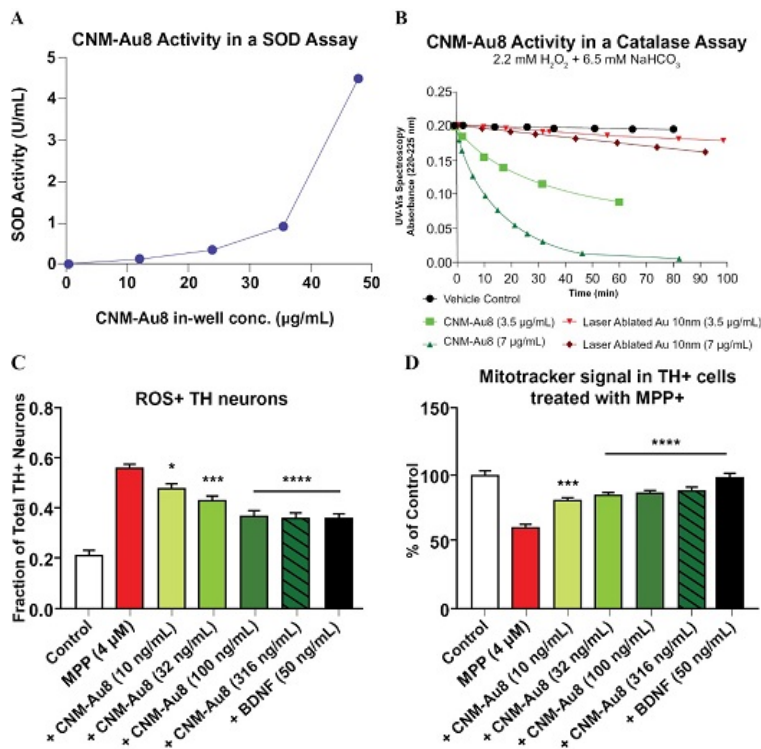 A
CNM-Au8 Activity in a SOD Assay
SOD Activity (U/mL)
5
4
3
2
1
0
0
10
20
30
40
50
CNM-Au8 in-well conc. (µg/mL)
B
CNM-Au8 Activity in a Catalase Assay
2.2 mM H₂O₂ + 6.5 mM NaHCO₃
UV-Vis Spectroscopy
Absorbance (220-225 nm)
0.25
0.20
0.15
0.10
0.05
0.00
0 10 20 30 40 50 60 70 80 90 100
Time (min)
Vehicle Control
CNM-Au8 (3.5 µg/mL)
Laser Ablated Au 10nm (3.5 µg/mL)
CNM-Au8 (7 µg/mL)
Laser Ablated Au 10nm (7 µg/mL)
C
ROS+ TH neurons
Fraction of Total TH+ Neurons
0.8
0.6
0.4
0.2
0.0
*
***
****
Control
MPP (4 µM)
+ CNM-Au8 (10 ng/mL)
+ CNM-Au8 (32 ng/mL)
+ CNM-Au8 (100 ng/mL)
+ CNM-Au8 (316 ng/mL)
+ BDNF (50 ng/mL)
D
Mitotracker signal in TH+ cells
treated with MPP+
% of Control
150
100
50
0
***
****
Control
MPP (4 µM)
+ CNM-Au8 (10 ng/mL)
+ CNM-Au8 (32 ng/mL)
+ CNM-Au8 (100 ng/mL)
+ CNM-Au8 (316 ng/mL)
+ BDNF (50 ng/mL)